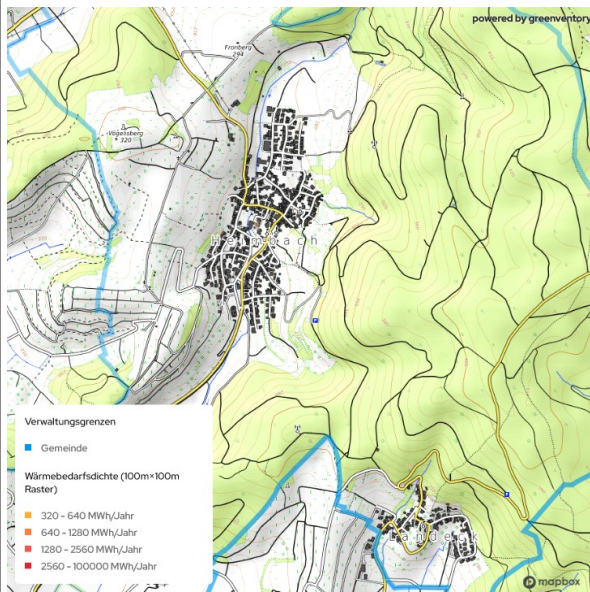 powered by greenventory
Fronberg
294
Vogelsberg
320
Heimbach
Landeck
Verwaltungsgrenzen
Gemeinde
Wärmebedarfsdichte (100m×100m
Raster)
320 - 640 MWh/Jahr
640 - 1280 MWh/Jahr
1280 - 2560 MWh/Jahr
2560 - 100000 MWh/Jahr
mapbox